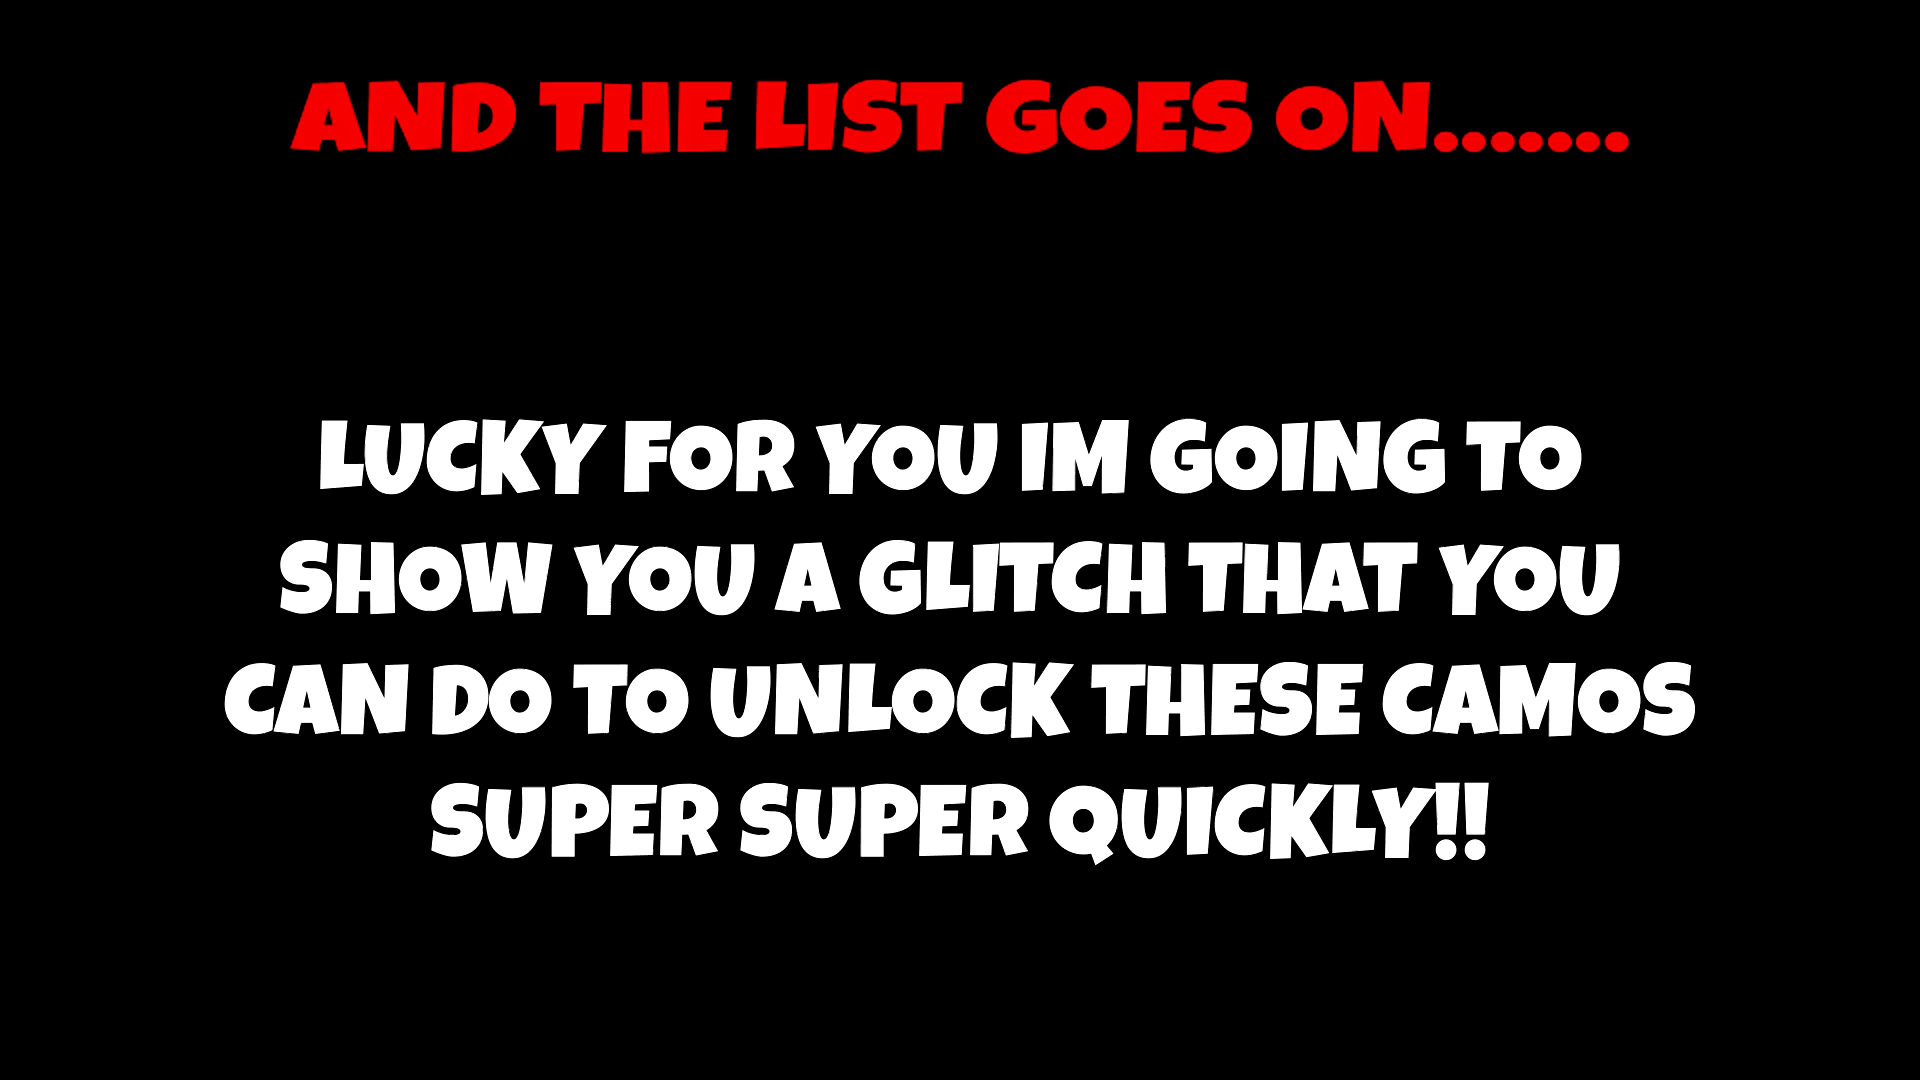 AND THE LIST GOES ON.......
LUCKY FOR YOU IM GOING TO
SHOW YOU A GLITCH THAT YOU
CAN DO TO UNLOCK THESE CAMOS
SUPER SUPER QUICKLY!!